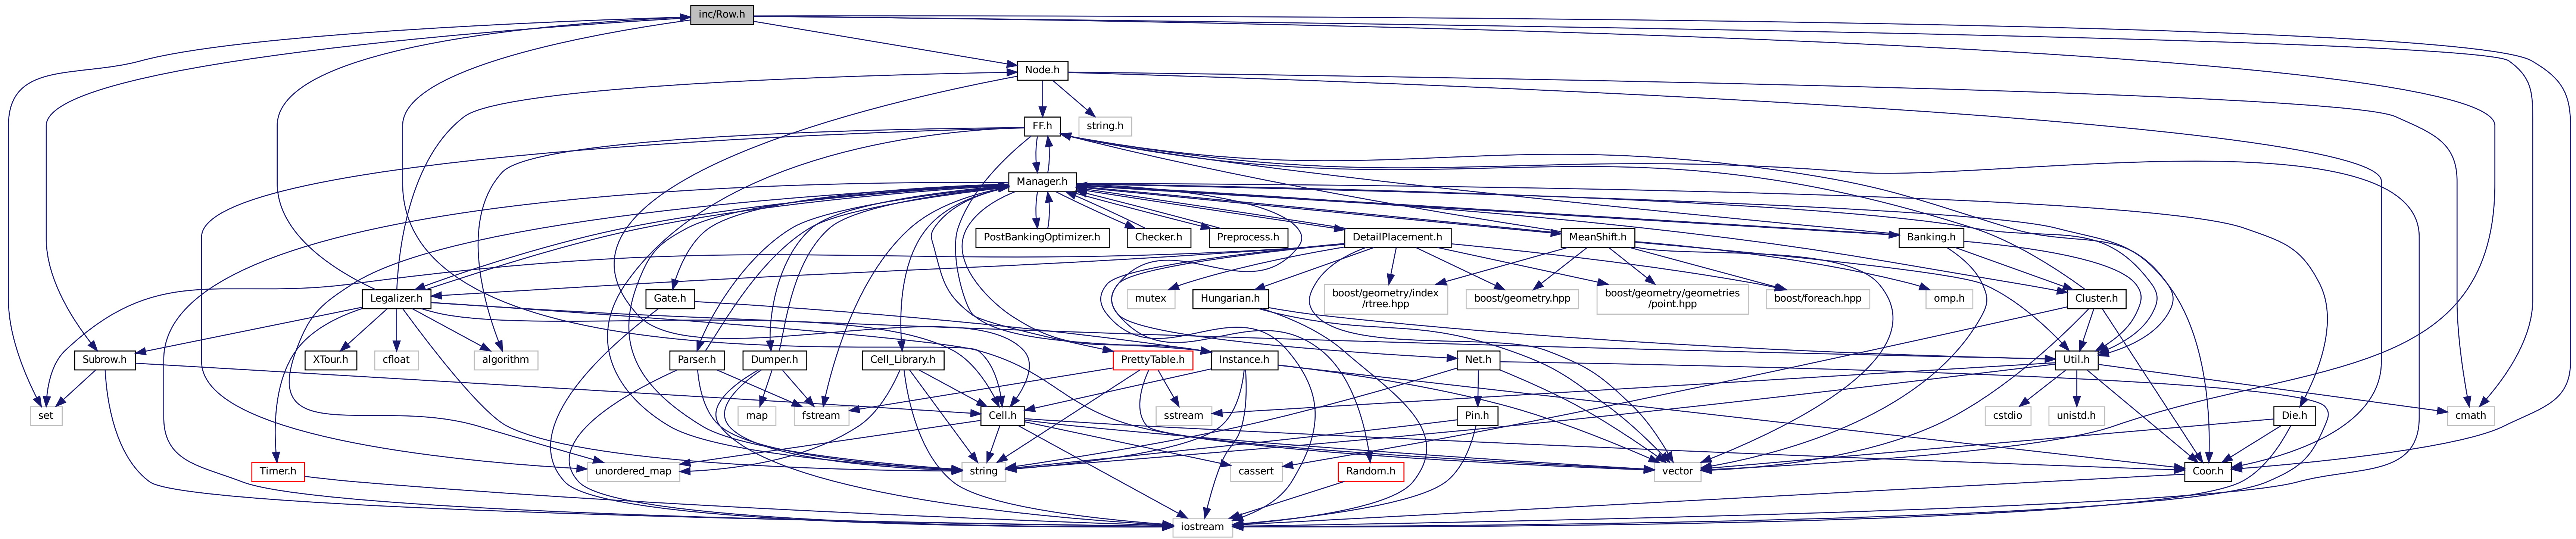 inc/Row.h
Node.h
FF.h
string.h
Manager.h
PostBankingOptimizer.h
Checker.h
Preprocess.h
DetailPlacement.h
MeanShift.h
Banking.h
Legalizer.h
Gate.h
mutex
Hungarian.h
boost/geometry/index
/rtree.hpp
boost/geometry.hpp
boost/geometry/geometries
/point.hpp
boost/foreach.hpp
omp.h
Cluster.h
Subrow.h
XTour.h
cfloat
algorithm
Parser.h
Dumper.h
Cell_Library.h
PrettyTable.h
Instance.h
Net.h
Util.h
set
map
fstream
Cell.h
sstream
Pin.h
cstdio
unistd.h
Die.h
cmath
Timer.h
unordered_map
string
cassert
Random.h
vector
Coor.h
iostream